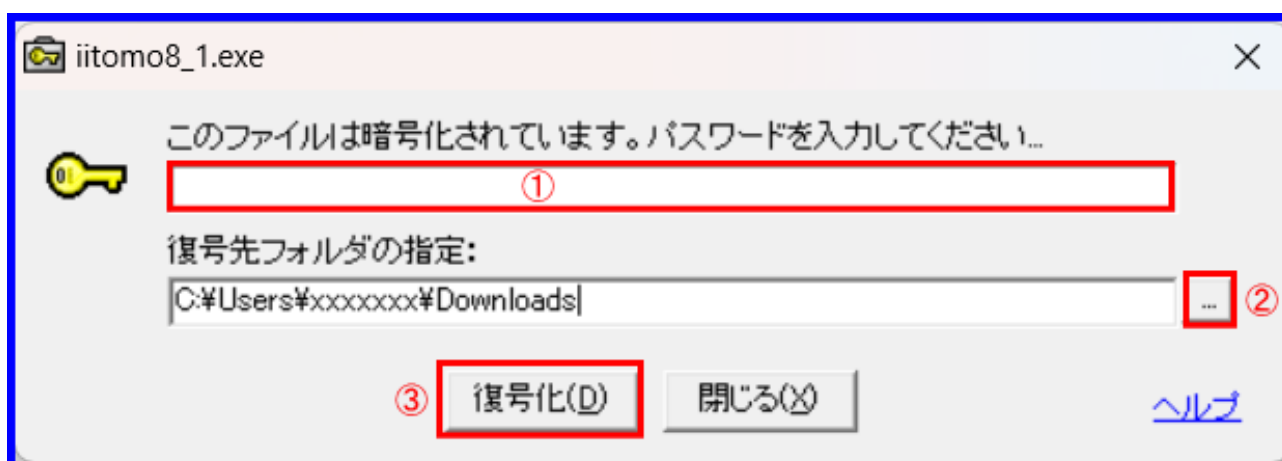 iitomo8_1.exe
このファイルは暗号化されています。パスワードを入力してください...
①
復号先フォルダの指定:
C:¥Users¥xxxxxxx¥Downloads
... ②
③ 復号化(D) 閉じる(X) ヘルプ